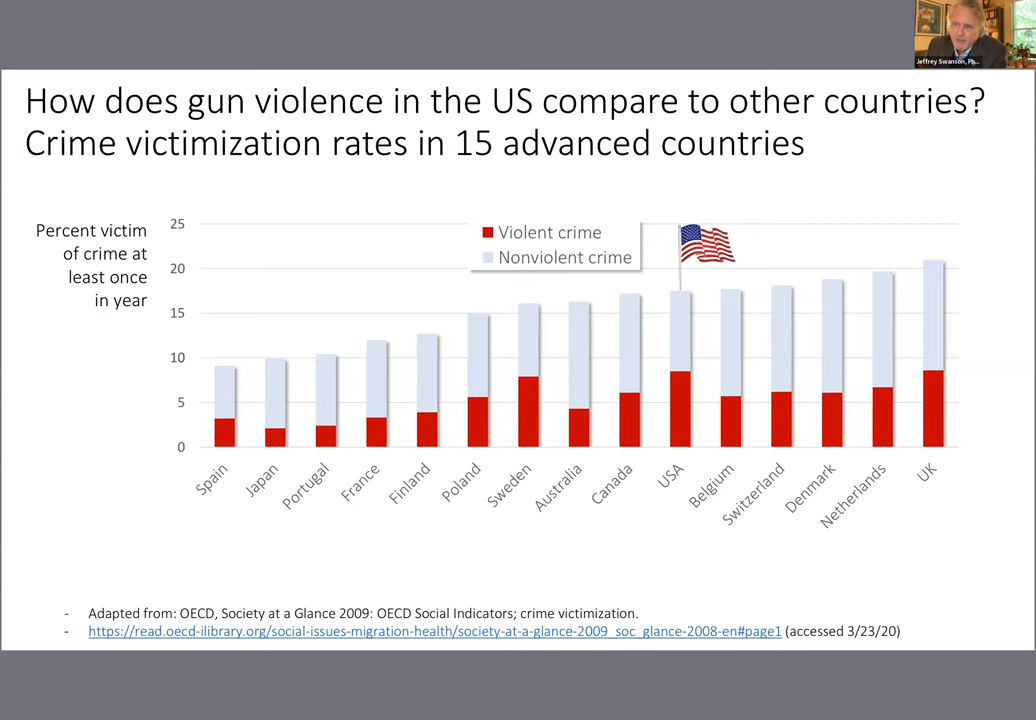 Jeffrey Swanson, Ph...
How does gun violence in the US compare to other countries?
Crime victimization rates in 15 advanced countries
Percent victim
of crime at
least once
in year
25
20
15
10
5
0
Violent crime
Nonviolent crime
Spain
Japan
Portugal
France
Finland
Poland
Sweden
Australia
Canada
USA
Belgium
Switzerland
Denmark
Netherlands
UK
- Adapted from: OECD, Society at a Glance 2009: OECD Social Indicators; crime victimization.
- https://read.oecd-ilibrary.org/social-issues-migration-health/society-at-a-glance-2009_soc_glance-2008-en#page1 (accessed 3/23/20)